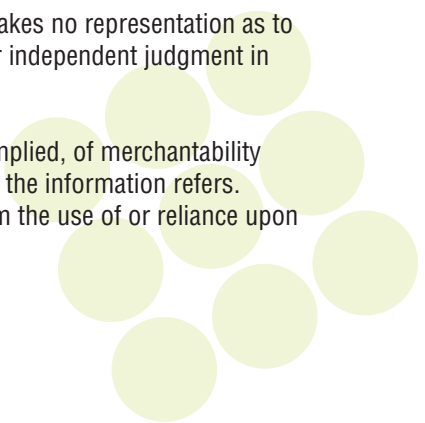 akes no representation as to
r independent judgment in
nplied, of merchantability
the information refers.
n the use of or reliance upon